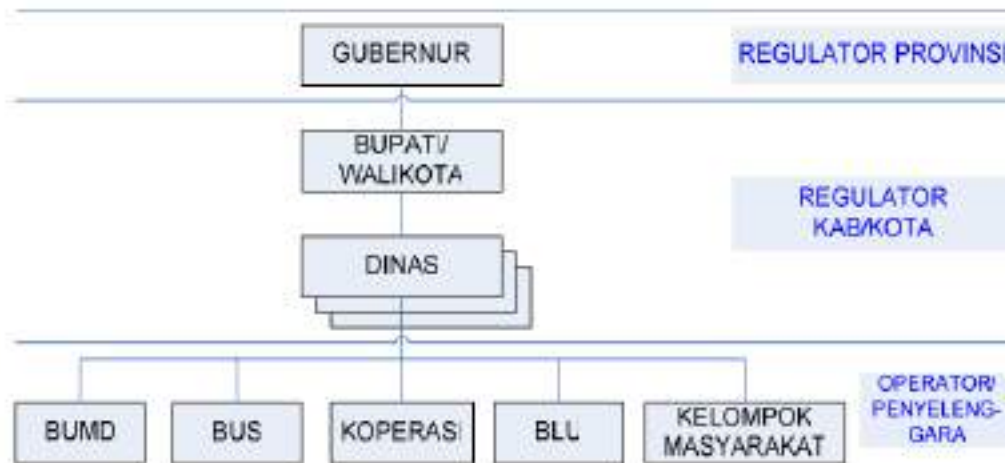 GUBERNUR
REGULATOR PROVINSI
BUPATI/
WALIKOTA
REGULATOR
KAB/KOTA
DINAS
BUMD
BUS
KOPERASI
BLU
KELOMPOK
MASYARAKAT
OPERATOR/
PENYELENG-
GARA